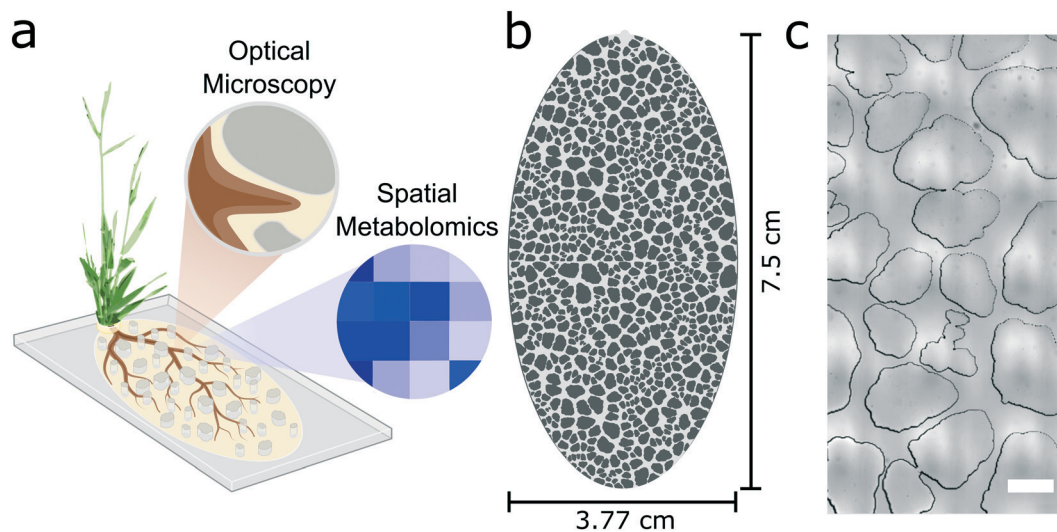 a
Optical
Microscopy
Spatial
Metabolomics
b
7.5 cm
3.77 cm
c